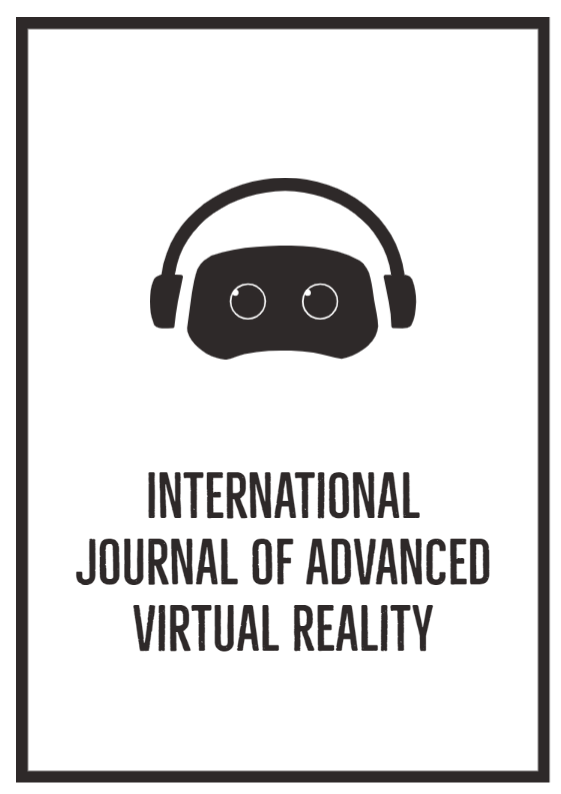 INTERNATIONAL
JOURNAL OF ADVANCED
VIRTUAL REALITY